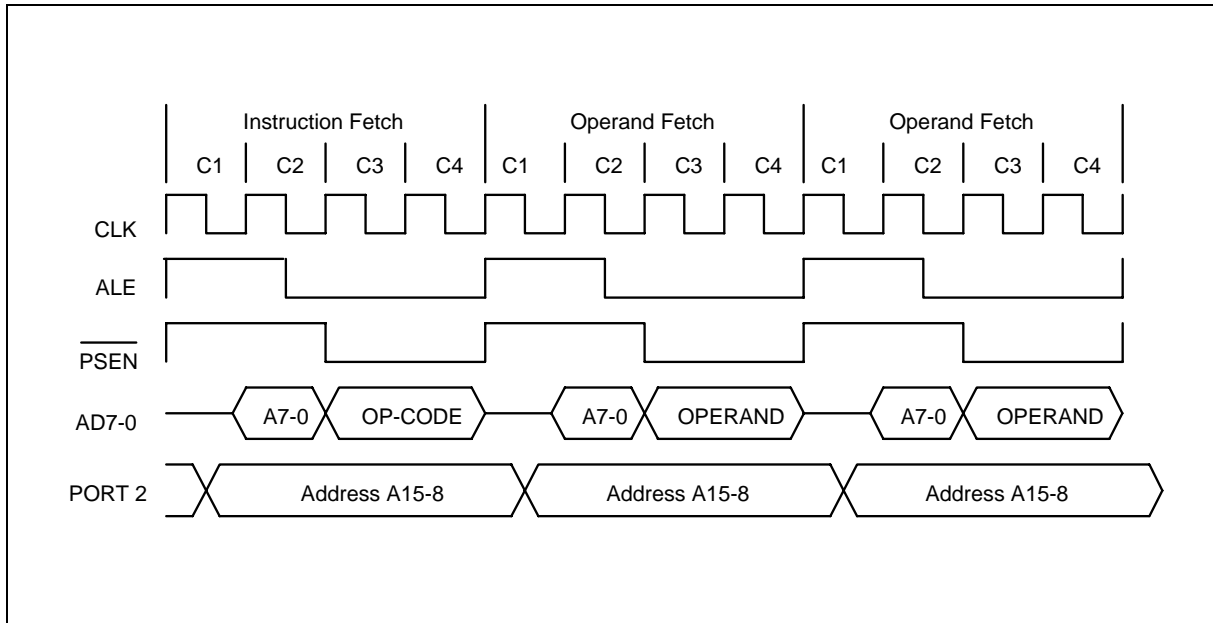 Instruction Fetch Operand Fetch Operand Fetch
C1 C2 C3 C4 C1 C2 C3 C4 C1 C2 C3 C4
CLK
ALE
PSEN
AD7-0 A7-0 OP-CODE A7-0 OPERAND A7-0 OPERAND
PORT 2 Address A15-8 Address A15-8 Address A15-8